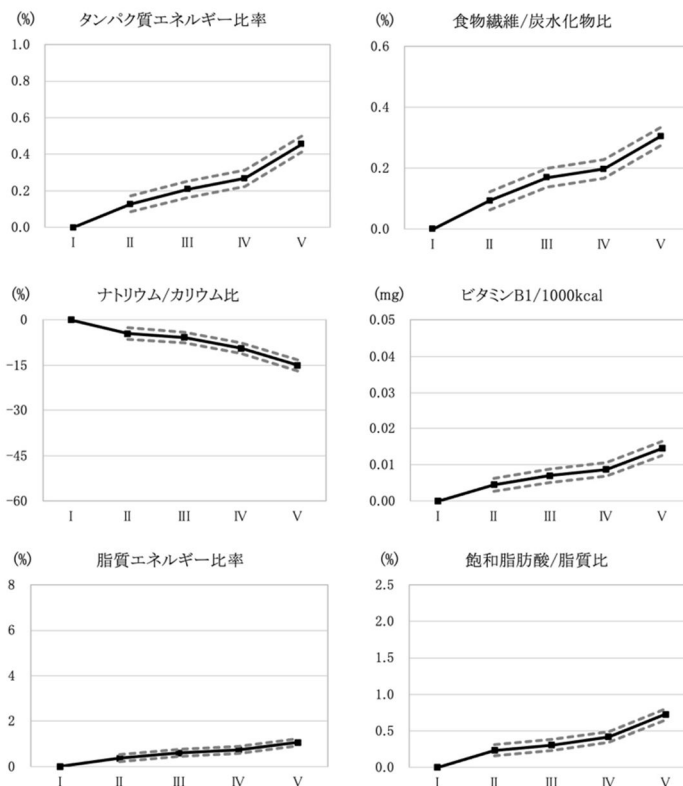 (%) タンパク質エネルギー比率
1.0
0.8
0.6
0.4
0.2
0.0
I II III IV V
(%) 食物繊維/炭水化物比
0.6
0.4
0.2
0.0
I II III IV V
(%) ナトリウム/カリウム比
0
-15
-30
-45
-60
I II III IV V
(mg) ビタミンB1/1000kcal
0.05
0.04
0.03
0.02
0.01
0.00
I II III IV V
(%) 脂質エネルギー比率
8
6
4
2
0
I II III IV V
(%) 飽和脂肪酸/脂質比
2.5
2.0
1.5
1.0
0.5
0.0
I II III IV V